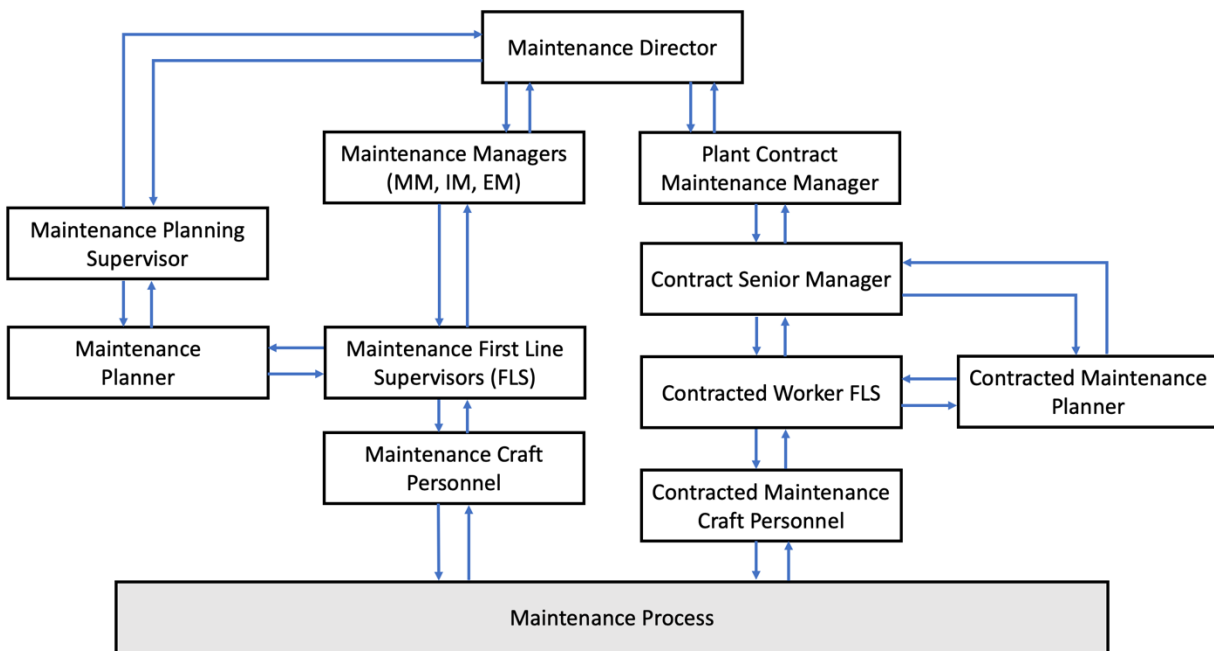 Maintenance Director
Maintenance Managers
(MM, IM, EM)
Plant Contract
Maintenance Manager
Maintenance Planning
Supervisor
Contract Senior Manager
Maintenance
Planner
Maintenance First Line
Supervisors (FLS)
Contracted Worker FLS
Contracted Maintenance
Planner
Maintenance Craft
Personnel
Contracted Maintenance
Craft Personnel
Maintenance Process